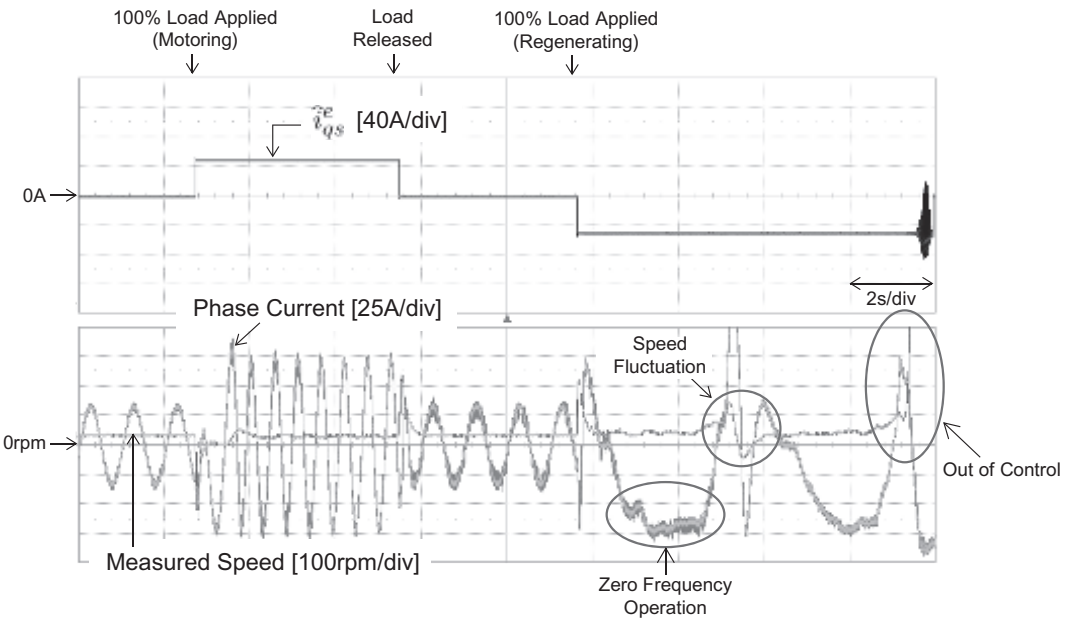 100% Load Applied
(Motoring)
Load
Released
100% Load Applied
(Regenerating)
ĩᵉqs [40A/div]
0A
2s/div
Phase Current [25A/div]
Speed
Fluctuation
0rpm
Out of Control
Measured Speed [100rpm/div]
Zero Frequency
Operation